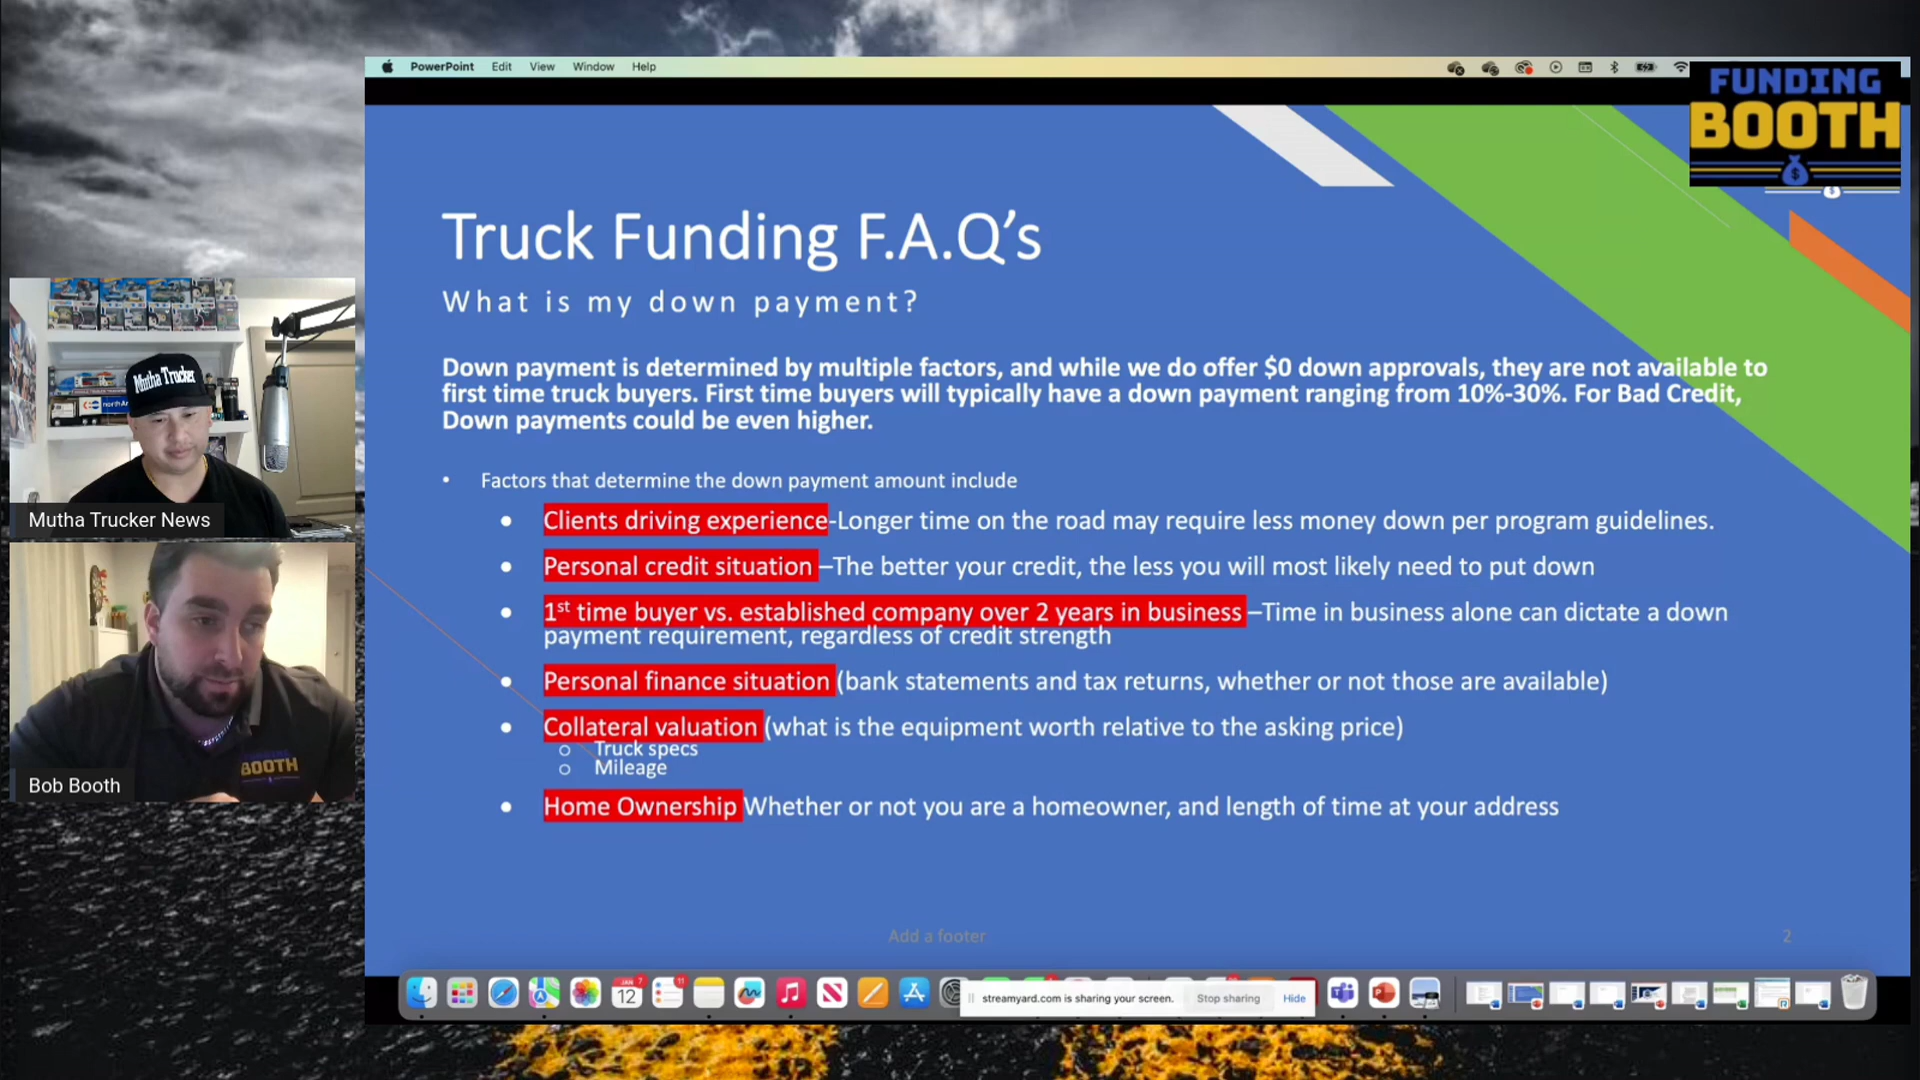 PowerPoint Edit View Window Help
FUNDING
BOOTH
$
Truck Funding F.A.Q's
What is my down payment?
Down payment is determined by multiple factors, and while we do offer $0 down approvals, they are not available to
first time truck buyers. First time buyers will typically have a down payment ranging from 10%-30%. For Bad Credit,
Down payments could be even higher.
• Factors that determine the down payment amount include
• Clients driving experience-Longer time on the road may require less money down per program guidelines.
• Personal credit situation –The better your credit, the less you will most likely need to put down
• 1st time buyer vs. established company over 2 years in business –Time in business alone can dictate a down
payment requirement, regardless of credit strength
• Personal finance situation (bank statements and tax returns, whether or not those are available)
• Collateral valuation (what is the equipment worth relative to the asking price)
o Truck specs
o Mileage
• Home Ownership Whether or not you are a homeowner, and length of time at your address
Add a footer
2
Mutha Trucker
Mutha Trucker News
BOOTH
Bob Booth
JAN
12
streamyard.com is sharing your screen. Stop sharing Hide